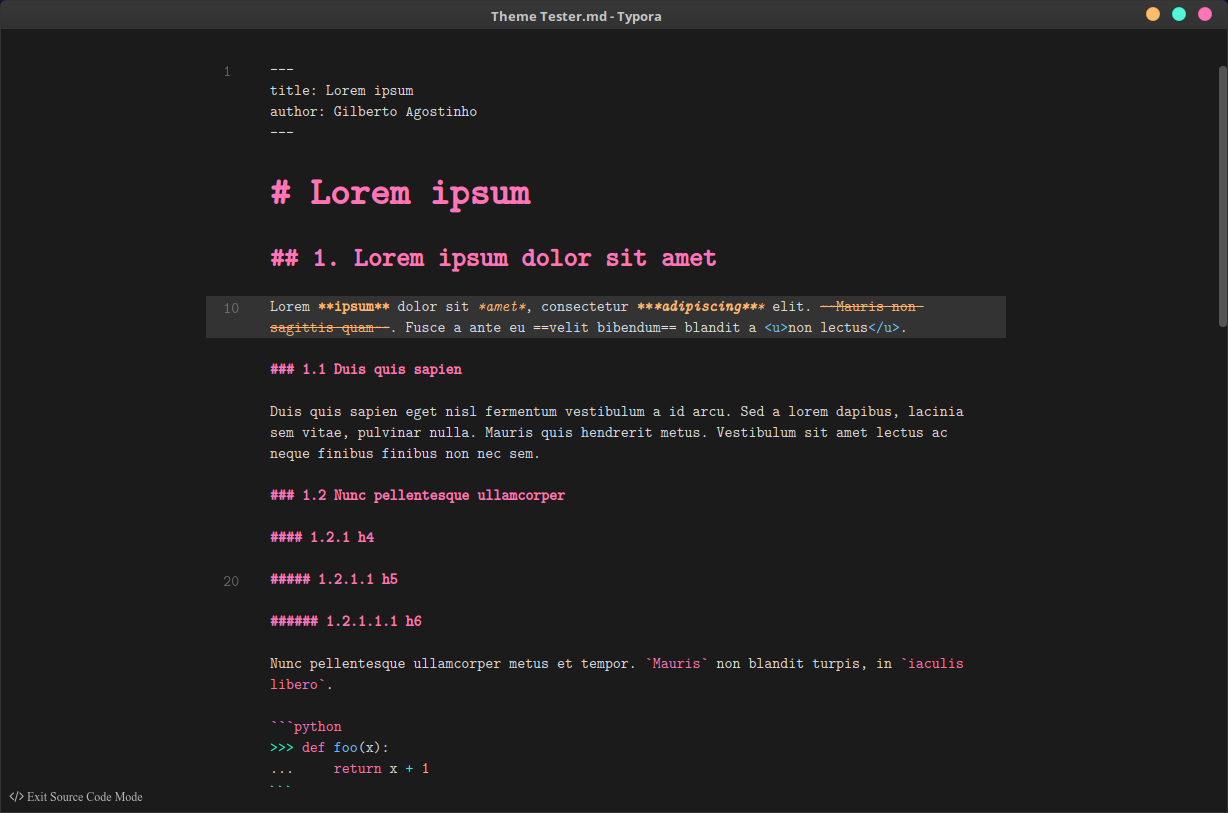 Theme Tester.md - Typora
1 ---
title: Lorem ipsum
author: Gilberto Agostinho
---
# Lorem ipsum
## 1. Lorem ipsum dolor sit amet
10 Lorem **ipsum** dolor sit *amet*, consectetur ***adipiscing*** elit. ~~Mauris non
sagittis quam~~. Fusce a ante eu ==velit bibendum== blandit a <u>non lectus</u>.
### 1.1 Duis quis sapien
Duis quis sapien eget nisl fermentum vestibulum a id arcu. Sed a lorem dapibus, lacinia
sem vitae, pulvinar nulla. Mauris quis hendrerit metus. Vestibulum sit amet lectus ac
neque finibus finibus non nec sem.
### 1.2 Nunc pellentesque ullamcorper
#### 1.2.1 h4
20 ##### 1.2.1.1 h5
###### 1.2.1.1.1 h6
Nunc pellentesque ullamcorper metus et tempor. `Mauris` non blandit turpis, in `iaculis
libero`.
```python
>>> def foo(x):
...     return x + 1
```
</> Exit Source Code Mode